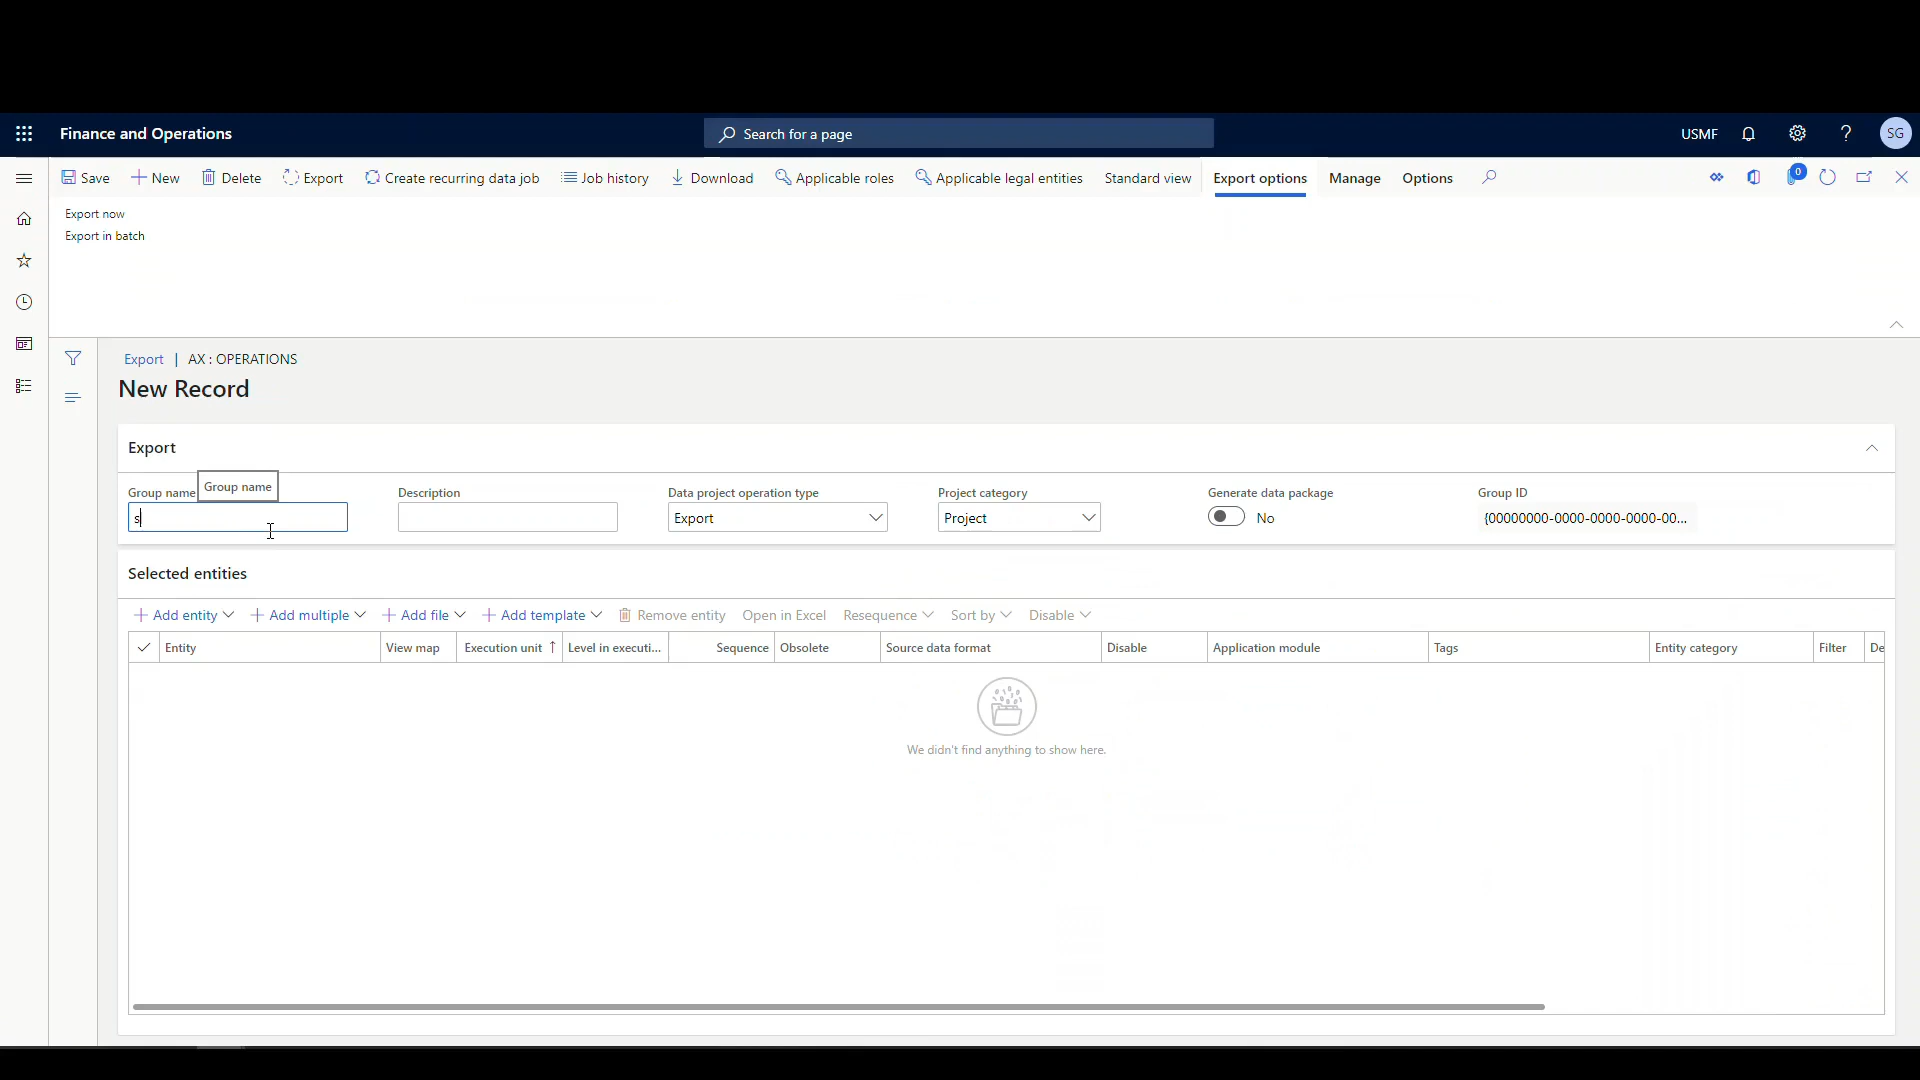 Finance and Operations
Search for a page
USMF
SG
Save
New
Delete
Export
Create recurring data job
Job history
Download
Applicable roles
Applicable legal entities
Standard view
Export options
Manage
Options
0
Export now
Export in batch
Export | AX : OPERATIONS
New Record
Export
Group name
Group name
s
Description
Data project operation type
Export
Project category
Project
Generate data package
No
Group ID
{00000000-0000-0000-0000-00...
Selected entities
Add entity
Add multiple
Add file
Add template
Remove entity
Open in Excel
Resequence
Sort by
Disable
Entity
View map
Execution unit
Level in executi...
Sequence
Obsolete
Source data format
Disable
Application module
Tags
Entity category
Filter
De
We didn't find anything to show here.